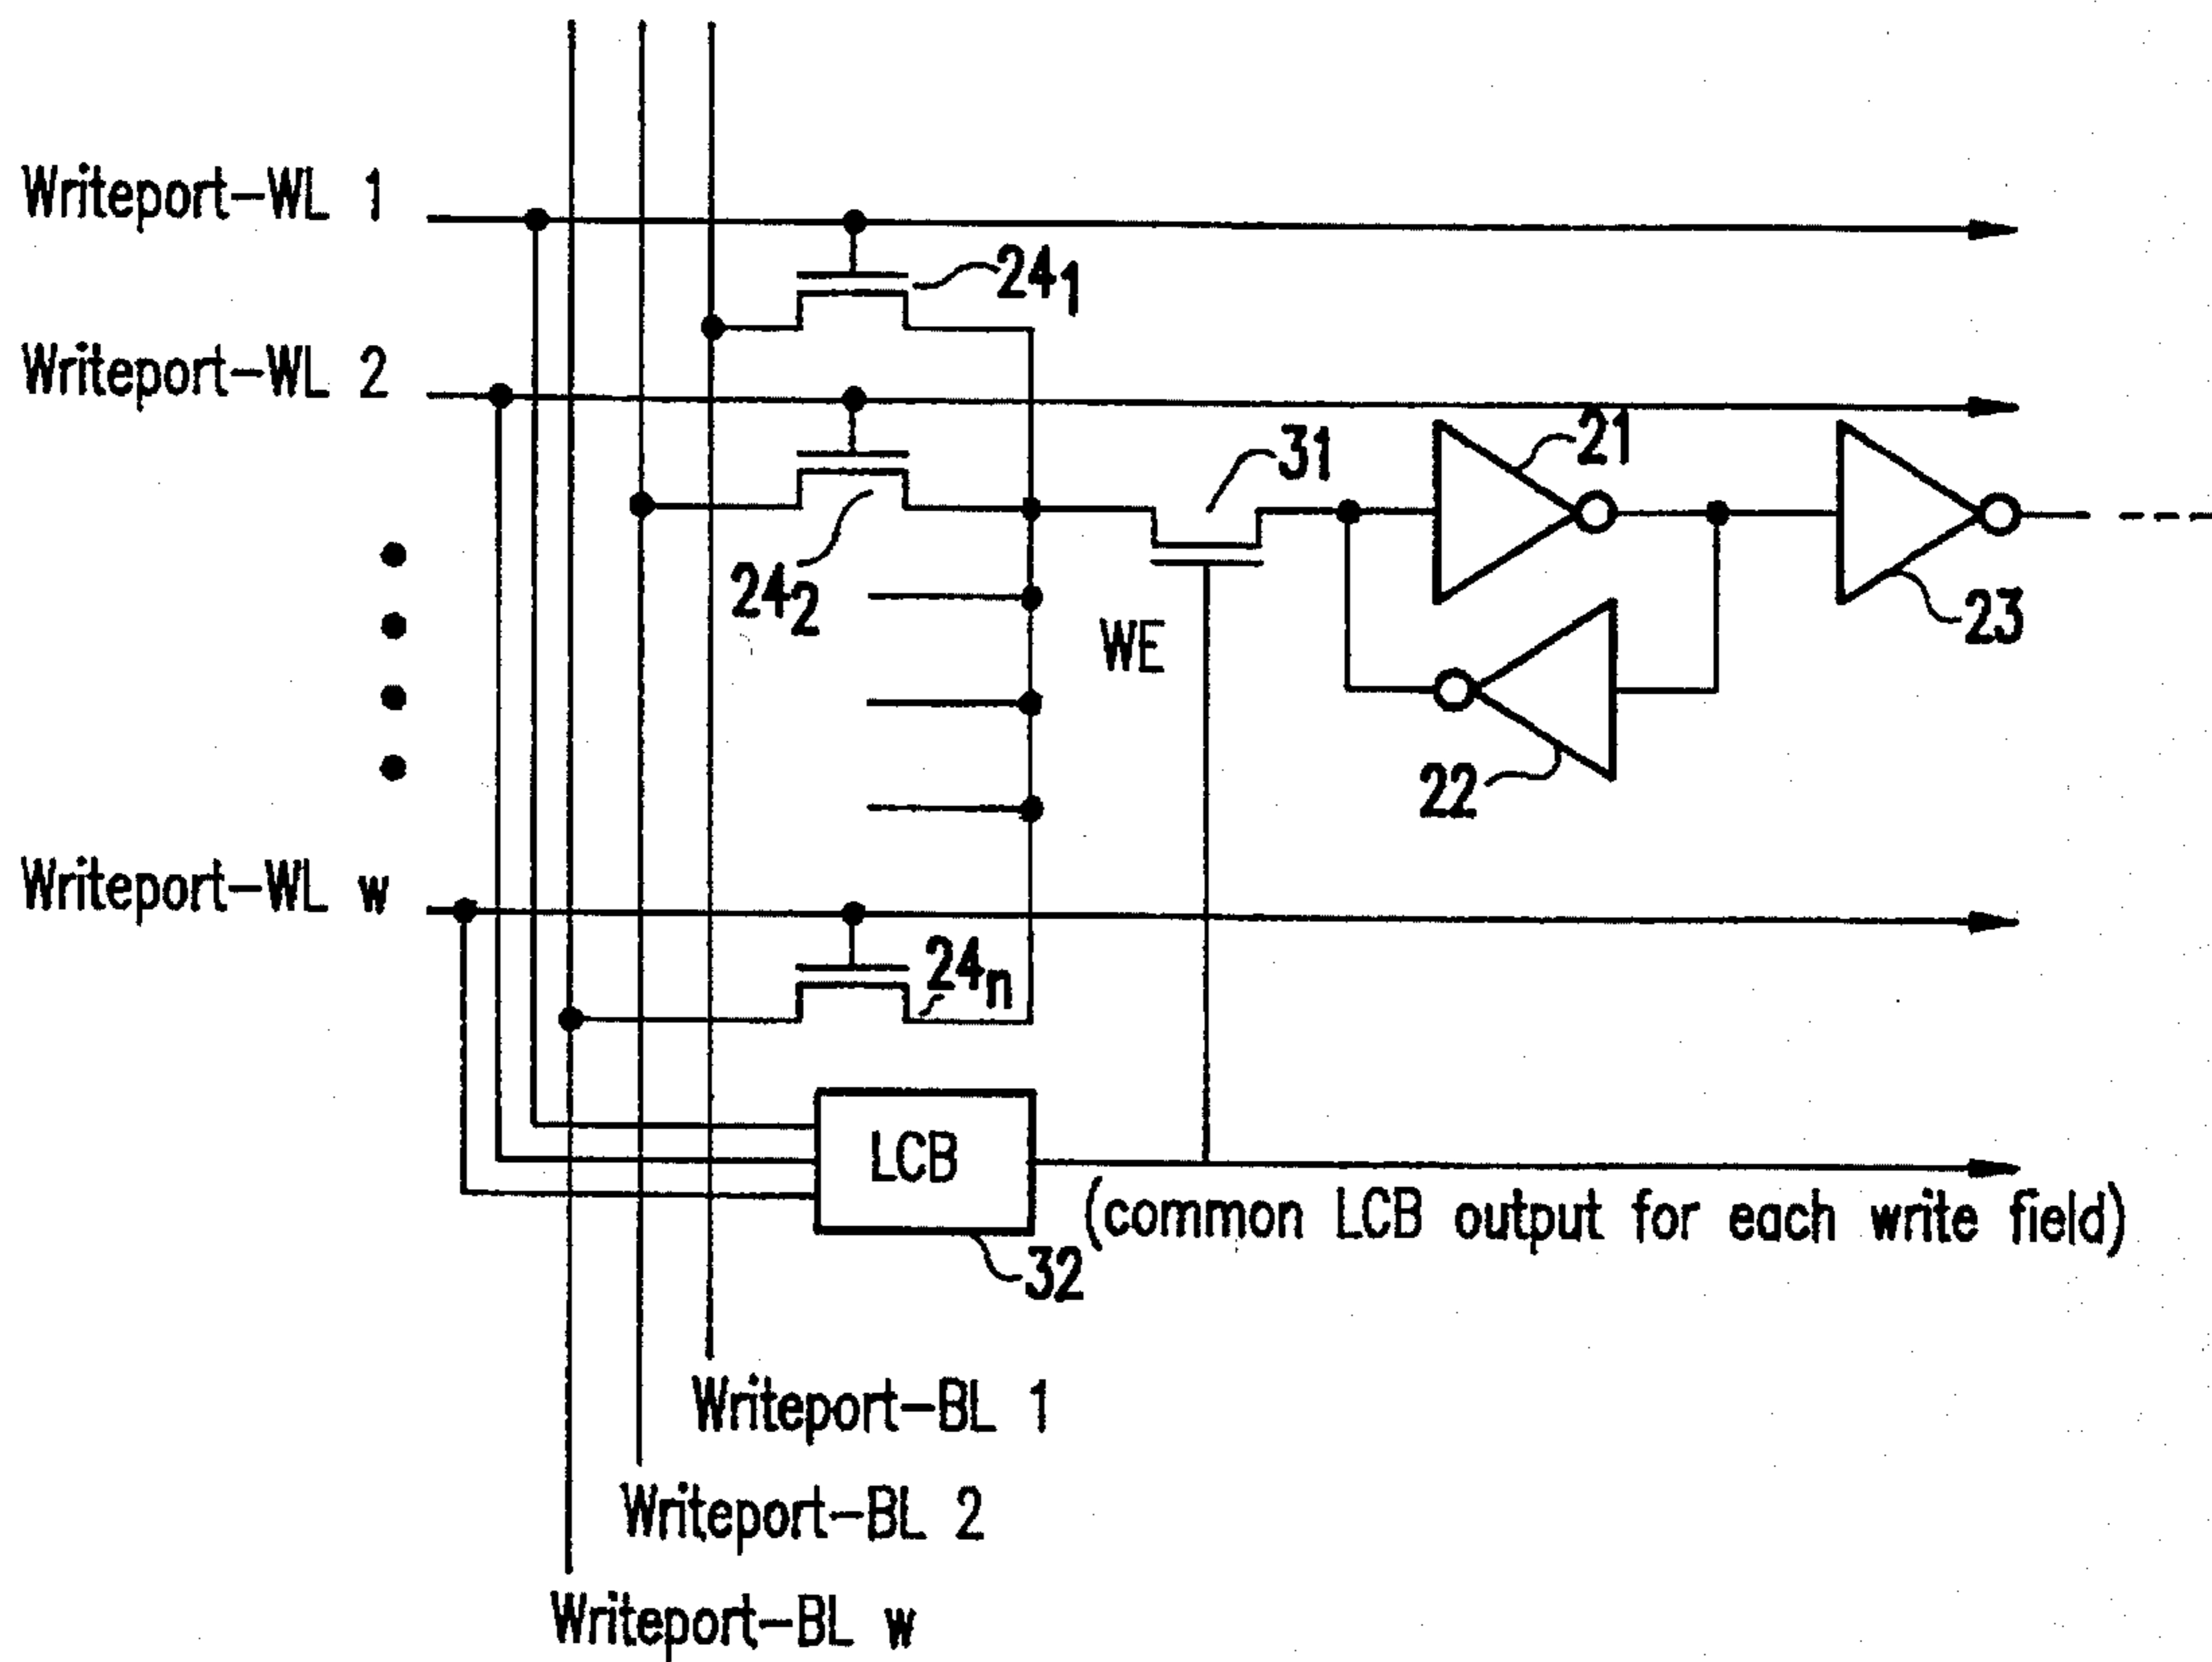 Writeport-WL 1
24₁
Writeport-WL 2
21
31
24₂
WE
23
22
Writeport-WL w
24ₙ
LCB
(common LCB output for each write field)
32
Writeport-BL 1
Writeport-BL 2
Writeport-BL w